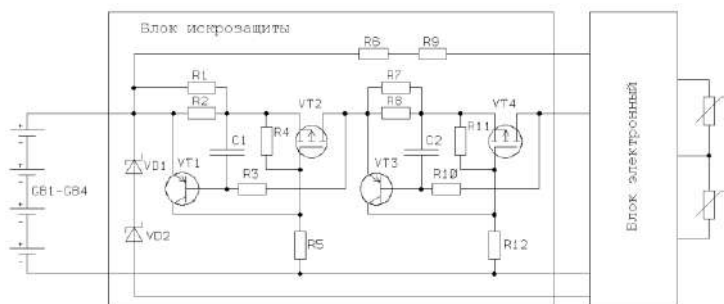 Блок искрозащиты
R6
R9
R1
R7
R2
VT2
R8
VT4
R4
R11
C1
C2
VD1
VT1
VT3
GB1-GB4
R3
R10
VD2
R5
R12
Блок электронный